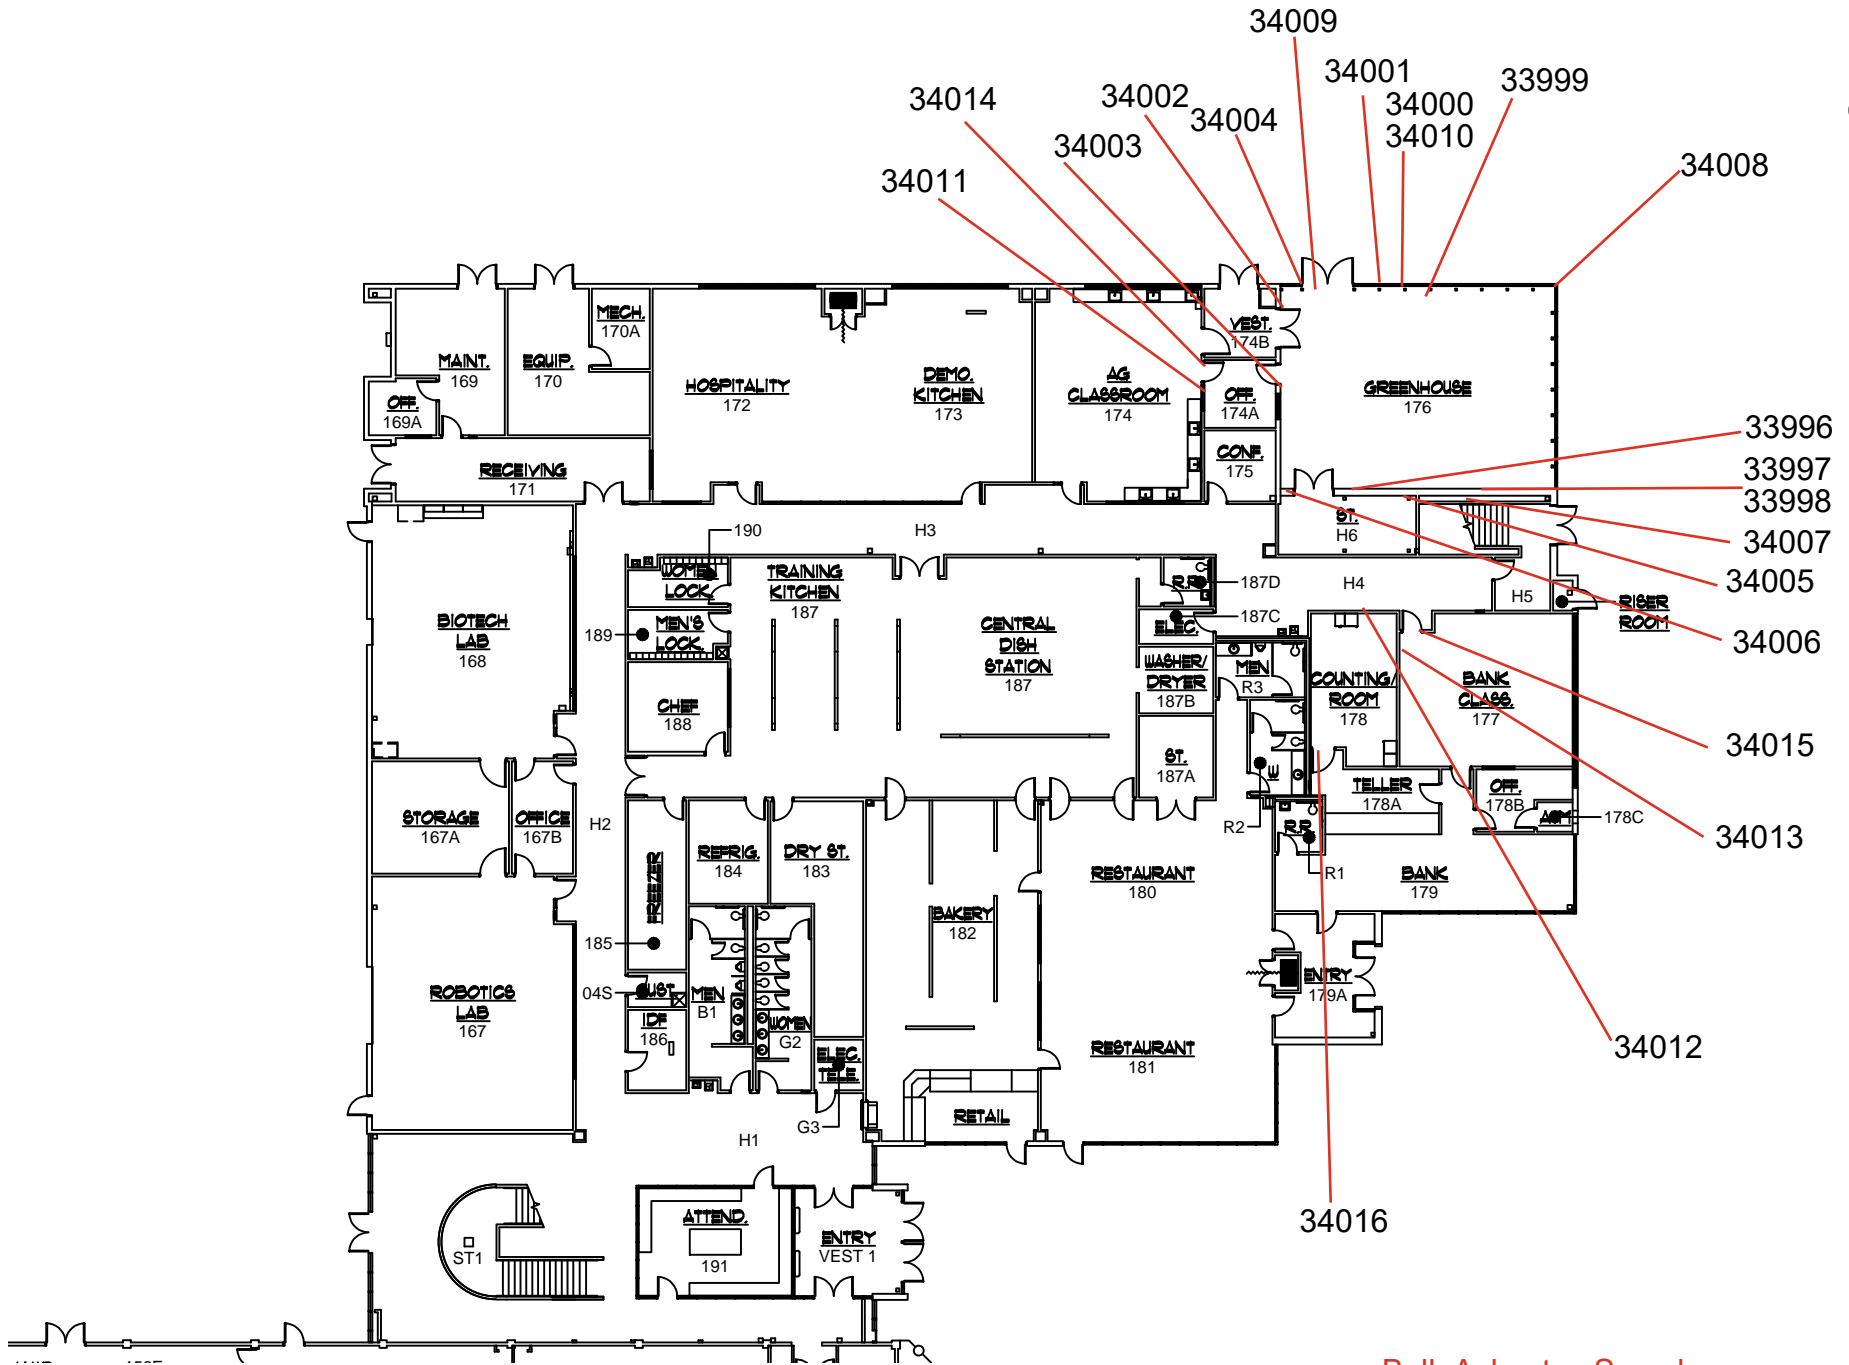 34009
34001
34000
34010
33999
34014
34002
34004
34003
34011
34008
MECH.
170A
MAINT.
169
EQUIP.
170
OFF.
169A
HOSPITALITY
172
DEMO.
KITCHEN
173
AG
CLASSROOM
174
VEST.
174B
OFF.
174A
GREENHOUSE
176
CONF.
175
RECEIVING
171
33996
33997
33998
34007
34005
34006
190
H3
ST.
H6
WOMEN
LOCK.
TRAINING
KITCHEN
187
R.R
187D
H4
H5
RISER
ROOM
BIOTECH
LAB
168
189
MEN'S
LOCK.
CENTRAL
DISH
STATION
187
187C
ELEC.
WASHER/
DRYER
187B
MEN
R3
COUNTING/
ROOM
178
BANK
CLASS.
177
CHEF
188
34015
ST.
187A
W
TELLER
178A
OFF.
178B
178C
STORAGE
167A
OFFICE
167B
H2
REFRIG.
184
DRY ST.
183
R2
R.R
34013
FREEZER
RESTAURANT
180
R1
BANK
179
BAKERY
182
185
ROBOTICS
LAB
167
04S
CUST
MEN
B1
ENTRY
179A
IDF
186
WOMEN
G2
ELEC.
TELE.
RESTAURANT
181
34012
G3
RETAIL
H1
34016
ATTEND.
191
ENTRY
VEST 1
ST1